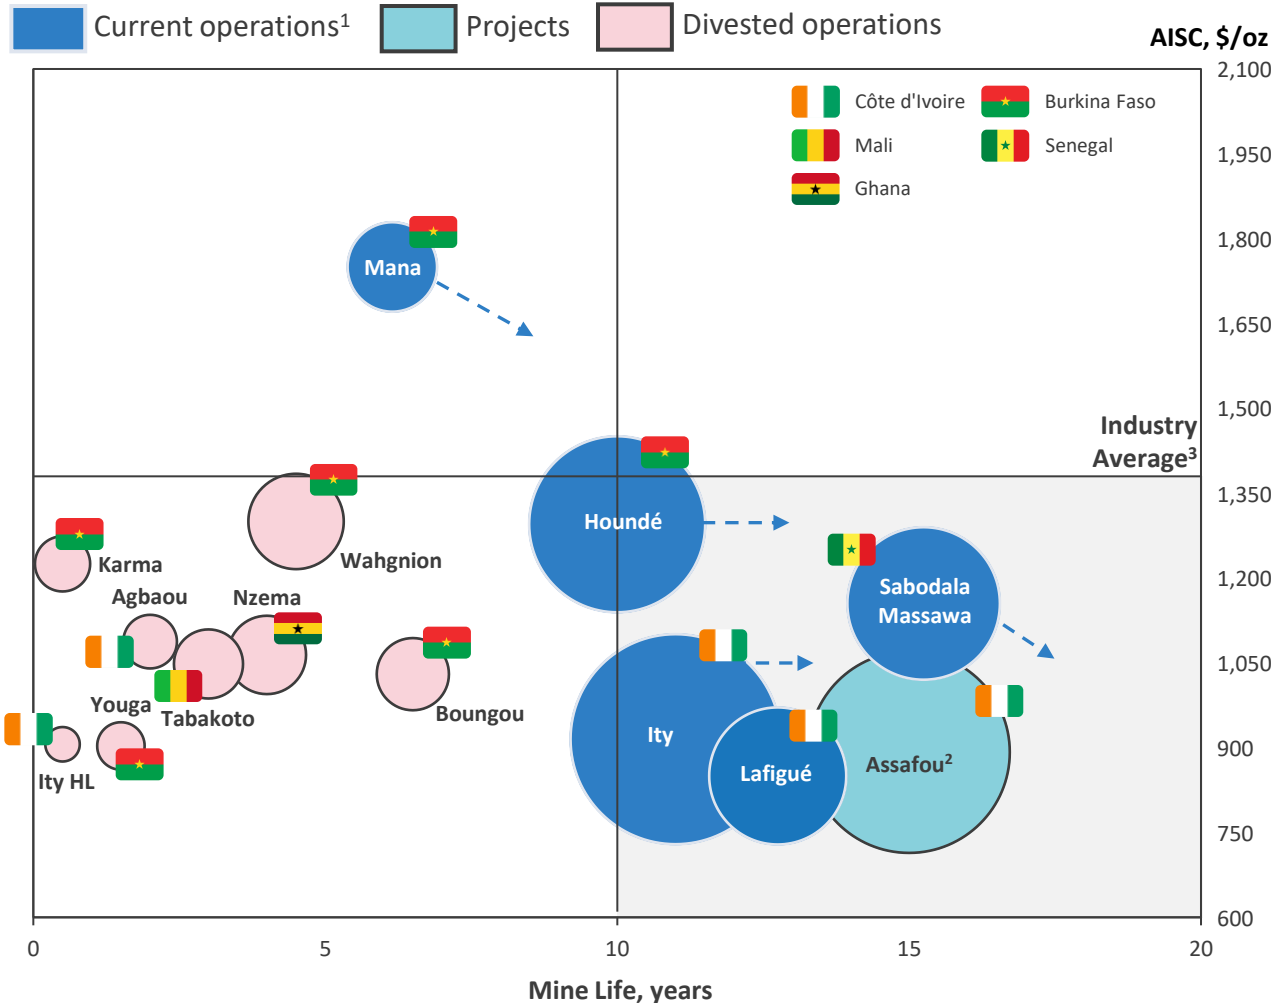 Current operations¹
Projects
Divested operations
AISC, $/oz
2,100
Côte d'Ivoire
Burkina Faso
Mali
Senegal
Ghana
1,950
1,800
Mana
1,650
1,500
Industry
Average³
1,350
Houndé
Wahgnion
Karma
1,200
Agbaou
Nzema
Sabodala
Massawa
1,050
Youga
Tabakoto
Boungou
Ity
900
Ity HL
Lafigué
Assafou²
750
600
0
5
10
15
20
Mine Life, years